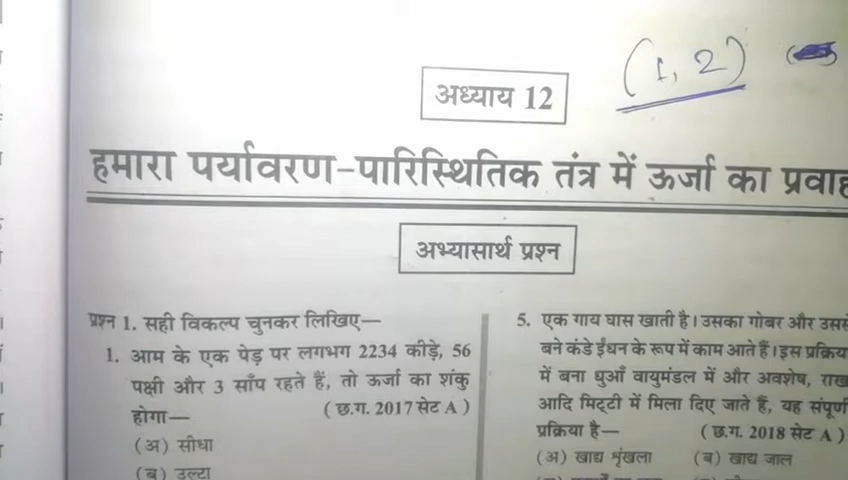 (1, 2)
अध्याय 12
हमारा पर्यावरण-पारिस्थितिक तंत्र में ऊर्जा का प्रवाह
अभ्यासार्थ प्रश्न
प्रश्न 1. सही विकल्प चुनकर लिखिए—
1. आम के एक पेड़ पर लगभग 2234 कीड़े, 56
पक्षी और 3 साँप रहते हैं, तो ऊर्जा का शंकु
होगा— (छ.ग. 2017 सेट A)
(अ) सीधा
(ब) उल्टा
5. एक गाय घास खाती है। उसका गोबर और उससे
बने कंडे ईंधन के रूप में काम आते हैं। इस प्रक्रिया
में बना धुआँ वायुमंडल में और अवशेष, राख
आदि मिट्टी में मिला दिए जाते हैं, यह संपूर्ण
प्रक्रिया है— (छ.ग. 2018 सेट A)
(अ) खाद्य शृंखला (ब) खाद्य जाल